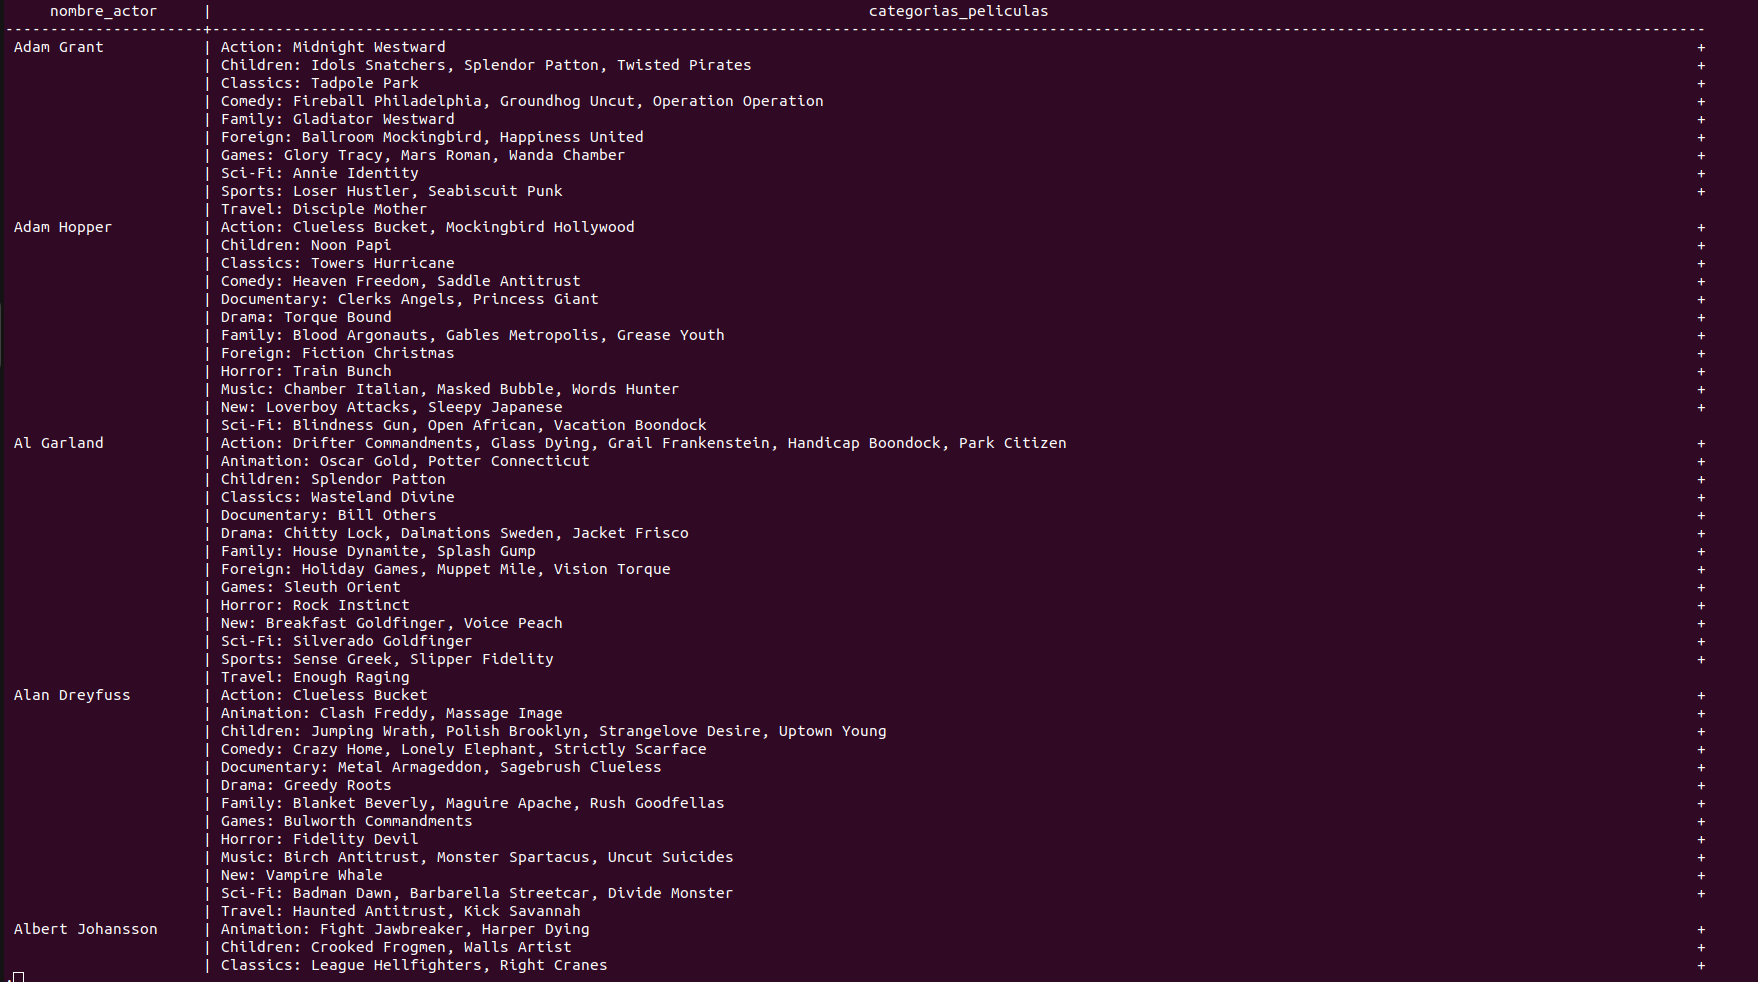 nombre_actor | categorias_peliculas
----------------------+----------------------------------------------------------------------------------------------------------------------------------------------------------------------
Adam Grant | Action: Midnight Westward +
| Children: Idols Snatchers, Splendor Patton, Twisted Pirates +
| Classics: Tadpole Park +
| Comedy: Fireball Philadelphia, Groundhog Uncut, Operation Operation +
| Family: Gladiator Westward +
| Foreign: Ballroom Mockingbird, Happiness United +
| Games: Glory Tracy, Mars Roman, Wanda Chamber +
| Sci-Fi: Annie Identity +
| Sports: Loser Hustler, Seabiscuit Punk +
| Travel: Disciple Mother
Adam Hopper | Action: Clueless Bucket, Mockingbird Hollywood +
| Children: Noon Papi +
| Classics: Towers Hurricane +
| Comedy: Heaven Freedom, Saddle Antitrust +
| Documentary: Clerks Angels, Princess Giant +
| Drama: Torque Bound +
| Family: Blood Argonauts, Gables Metropolis, Grease Youth +
| Foreign: Fiction Christmas +
| Horror: Train Bunch +
| Music: Chamber Italian, Masked Bubble, Words Hunter +
| New: Loverboy Attacks, Sleepy Japanese +
| Sci-Fi: Blindness Gun, Open African, Vacation Boondock
Al Garland | Action: Drifter Commandments, Glass Dying, Grail Frankenstein, Handicap Boondock, Park Citizen +
| Animation: Oscar Gold, Potter Connecticut +
| Children: Splendor Patton +
| Classics: Wasteland Divine +
| Documentary: Bill Others +
| Drama: Chitty Lock, Dalmations Sweden, Jacket Frisco +
| Family: House Dynamite, Splash Gump +
| Foreign: Holiday Games, Muppet Mile, Vision Torque +
| Games: Sleuth Orient +
| Horror: Rock Instinct +
| New: Breakfast Goldfinger, Voice Peach +
| Sci-Fi: Silverado Goldfinger +
| Sports: Sense Greek, Slipper Fidelity +
| Travel: Enough Raging
Alan Dreyfuss | Action: Clueless Bucket +
| Animation: Clash Freddy, Massage Image +
| Children: Jumping Wrath, Polish Brooklyn, Strangelove Desire, Uptown Young +
| Comedy: Crazy Home, Lonely Elephant, Strictly Scarface +
| Documentary: Metal Armageddon, Sagebrush Clueless +
| Drama: Greedy Roots +
| Family: Blanket Beverly, Maguire Apache, Rush Goodfellas +
| Games: Bulworth Commandments +
| Horror: Fidelity Devil +
| Music: Birch Antitrust, Monster Spartacus, Uncut Suicides +
| New: Vampire Whale +
| Sci-Fi: Badman Dawn, Barbarella Streetcar, Divide Monster +
| Travel: Haunted Antitrust, Kick Savannah
Albert Johansson | Animation: Fight Jawbreaker, Harper Dying +
| Children: Crooked Frogmen, Walls Artist +
| Classics: League Hellfighters, Right Cranes +